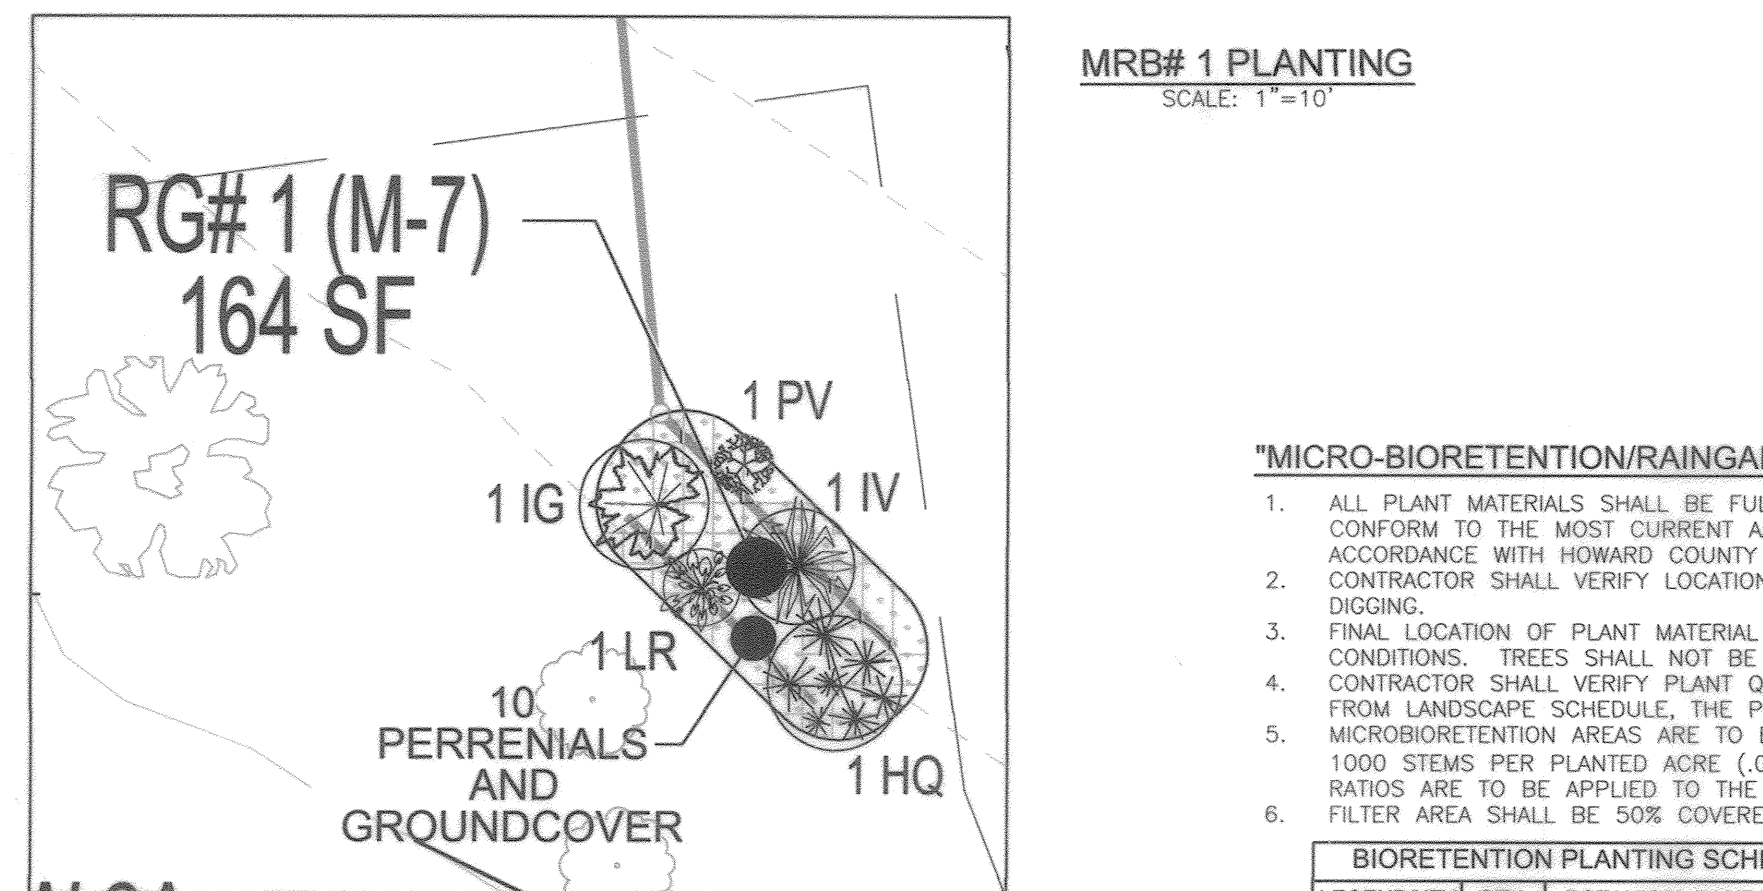 MRB# 1 PLANTING
SCALE: 1"=10'
RG# 1 (M-7)
164 SF
1 PV
1 IG
1 IV
1 LR
10
PERRENIALS
AND
GROUNDCOVER
1 HQ
"MICRO-BIORETENTION/RAINGA
1. ALL PLANT MATERIALS SHALL BE FUL
CONFORM TO THE MOST CURRENT A
ACCORDANCE WITH HOWARD COUNTY
2. CONTRACTOR SHALL VERIFY LOCATION
DIGGING.
3. FINAL LOCATION OF PLANT MATERIAL
CONDITIONS. TREES SHALL NOT BE
4. CONTRACTOR SHALL VERIFY PLANT Q
FROM LANDSCAPE SCHEDULE, THE P
5. MICROBIORETENTION AREAS ARE TO
1000 STEMS PER PLANTED ACRE (.0
RATIOS ARE TO BE APPLIED TO THE
6. FILTER AREA SHALL BE 50% COVERE
BIORETENTION PLANTING SCH